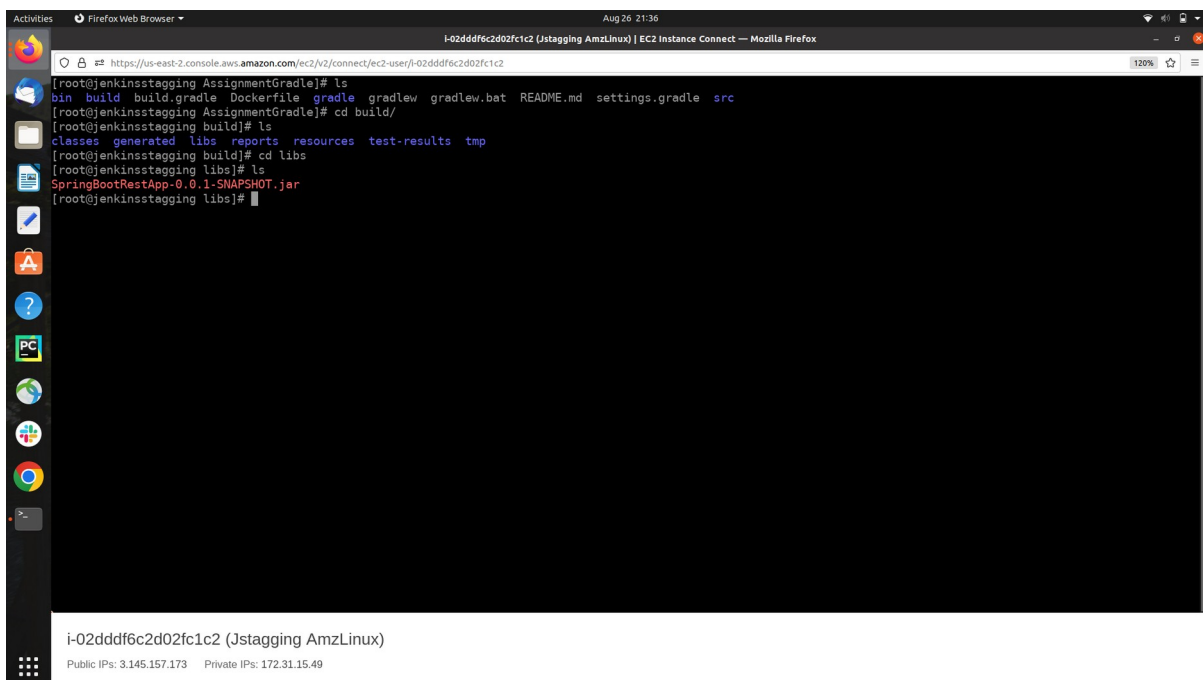 Activities Firefox Web Browser Aug 26 21:36
i-02dddf6c2d02fc1c2 (Jstagging AmzLinux) | EC2 Instance Connect — Mozilla Firefox
https://us-east-2.console.aws.amazon.com/ec2/v2/connect/ec2-user/i-02dddf6c2d02fc1c2 120%
[root@jenkinsstagging AssignmentGradle]# ls
bin build build.gradle Dockerfile gradle gradlew gradlew.bat README.md settings.gradle src
[root@jenkinsstagging AssignmentGradle]# cd build/
[root@jenkinsstagging build]# ls
classes generated libs reports resources test-results tmp
[root@jenkinsstagging build]# cd libs
[root@jenkinsstagging libs]# ls
SpringBootRestApp-0.0.1-SNAPSHOT.jar
[root@jenkinsstagging libs]#
PC
i-02dddf6c2d02fc1c2 (Jstagging AmzLinux)
Public IPs: 3.145.157.173 Private IPs: 172.31.15.49